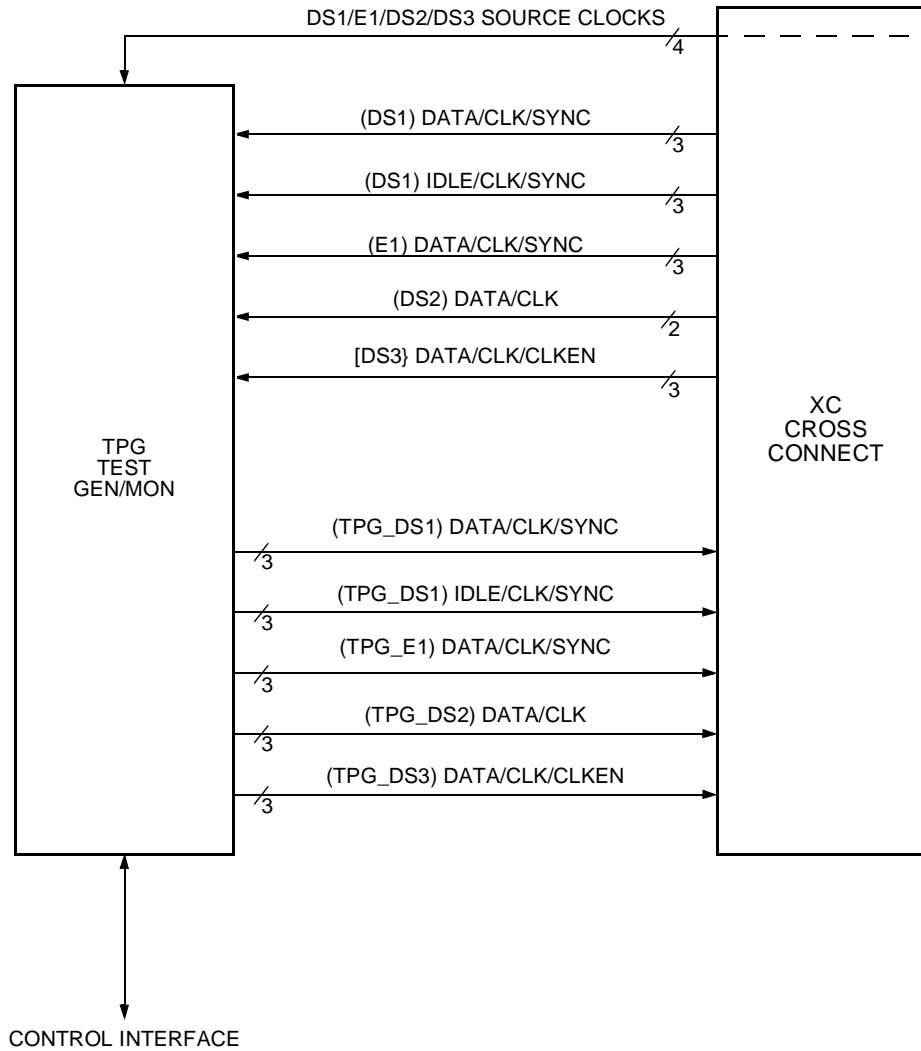 DS1/E1/DS2/DS3 SOURCE CLOCKS
4
(DS1) DATA/CLK/SYNC
3
(DS1) IDLE/CLK/SYNC
3
(E1) DATA/CLK/SYNC
3
(DS2) DATA/CLK
2
[DS3} DATA/CLK/CLKEN
3
XC
CROSS
CONNECT
TPG
TEST
GEN/MON
(TPG_DS1) DATA/CLK/SYNC
3
(TPG_DS1) IDLE/CLK/SYNC
3
(TPG_E1) DATA/CLK/SYNC
3
(TPG_DS2) DATA/CLK
3
(TPG_DS3) DATA/CLK/CLKEN
3
CONTROL INTERFACE